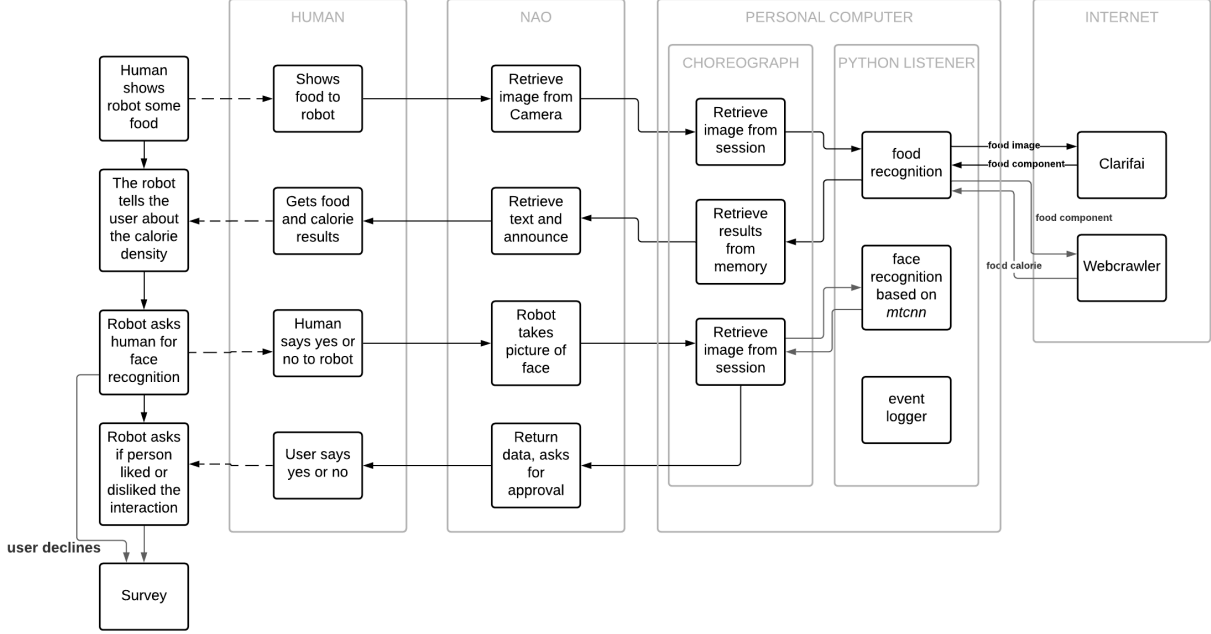 HUMAN
NAO
PERSONAL COMPUTER
INTERNET
CHOREOGRAPH
PYTHON LISTENER
Human
shows
robot some
food
Shows
food to
robot
Retrieve
image from
Camera
Retrieve
image from
session
food
recognition
food image
food component
Clarifai
The robot
tells the
user about
the calorie
density
Gets food
and calorie
results
Retrieve
text and
announce
Retrieve
results
from
memory
food component
food calorie
Webcrawler
face
recognition
based on
mtcnn
Robot asks
human for
face
recognition
Human
says yes or
no to robot
Robot
takes
picture of
face
Retrieve
image from
session
event
logger
Robot asks
if person
liked or
disliked the
interaction
User says
yes or no
Return
data, asks
for
approval
user declines
Survey